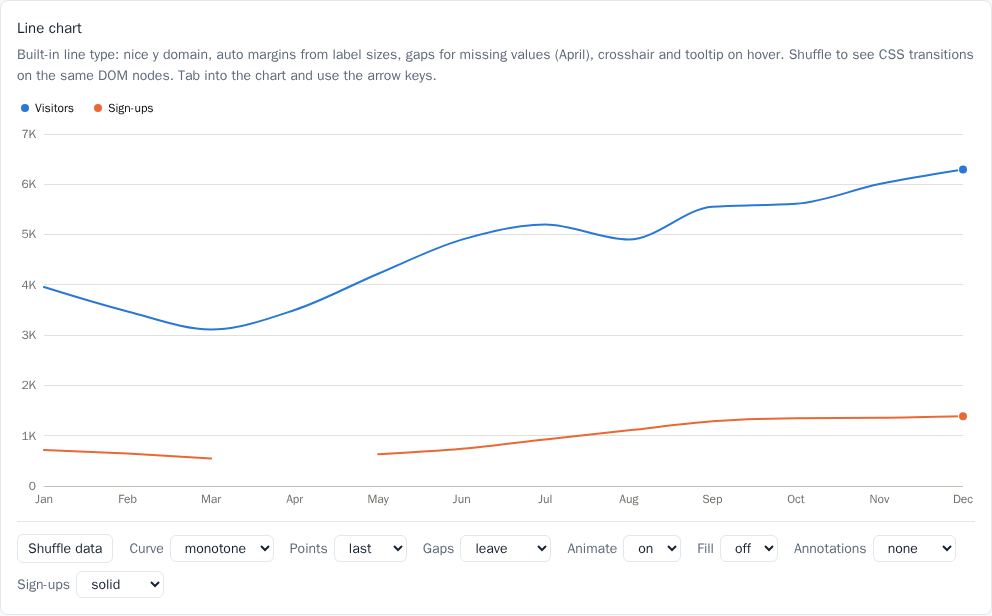 Line chart
Built-in line type: nice y domain, auto margins from label sizes, gaps for missing values (April), crosshair and tooltip on hover. Shuffle to see CSS transitions
on the same DOM nodes. Tab into the chart and use the arrow keys.
Visitors Sign-ups
7K
6K
5K
4K
3K
2K
1K
0
Jan Feb Mar Apr May Jun Jul Aug Sep Oct Nov Dec
Shuffle data Curve monotone Points last Gaps leave Animate on Fill off Annotations none
Sign-ups solid